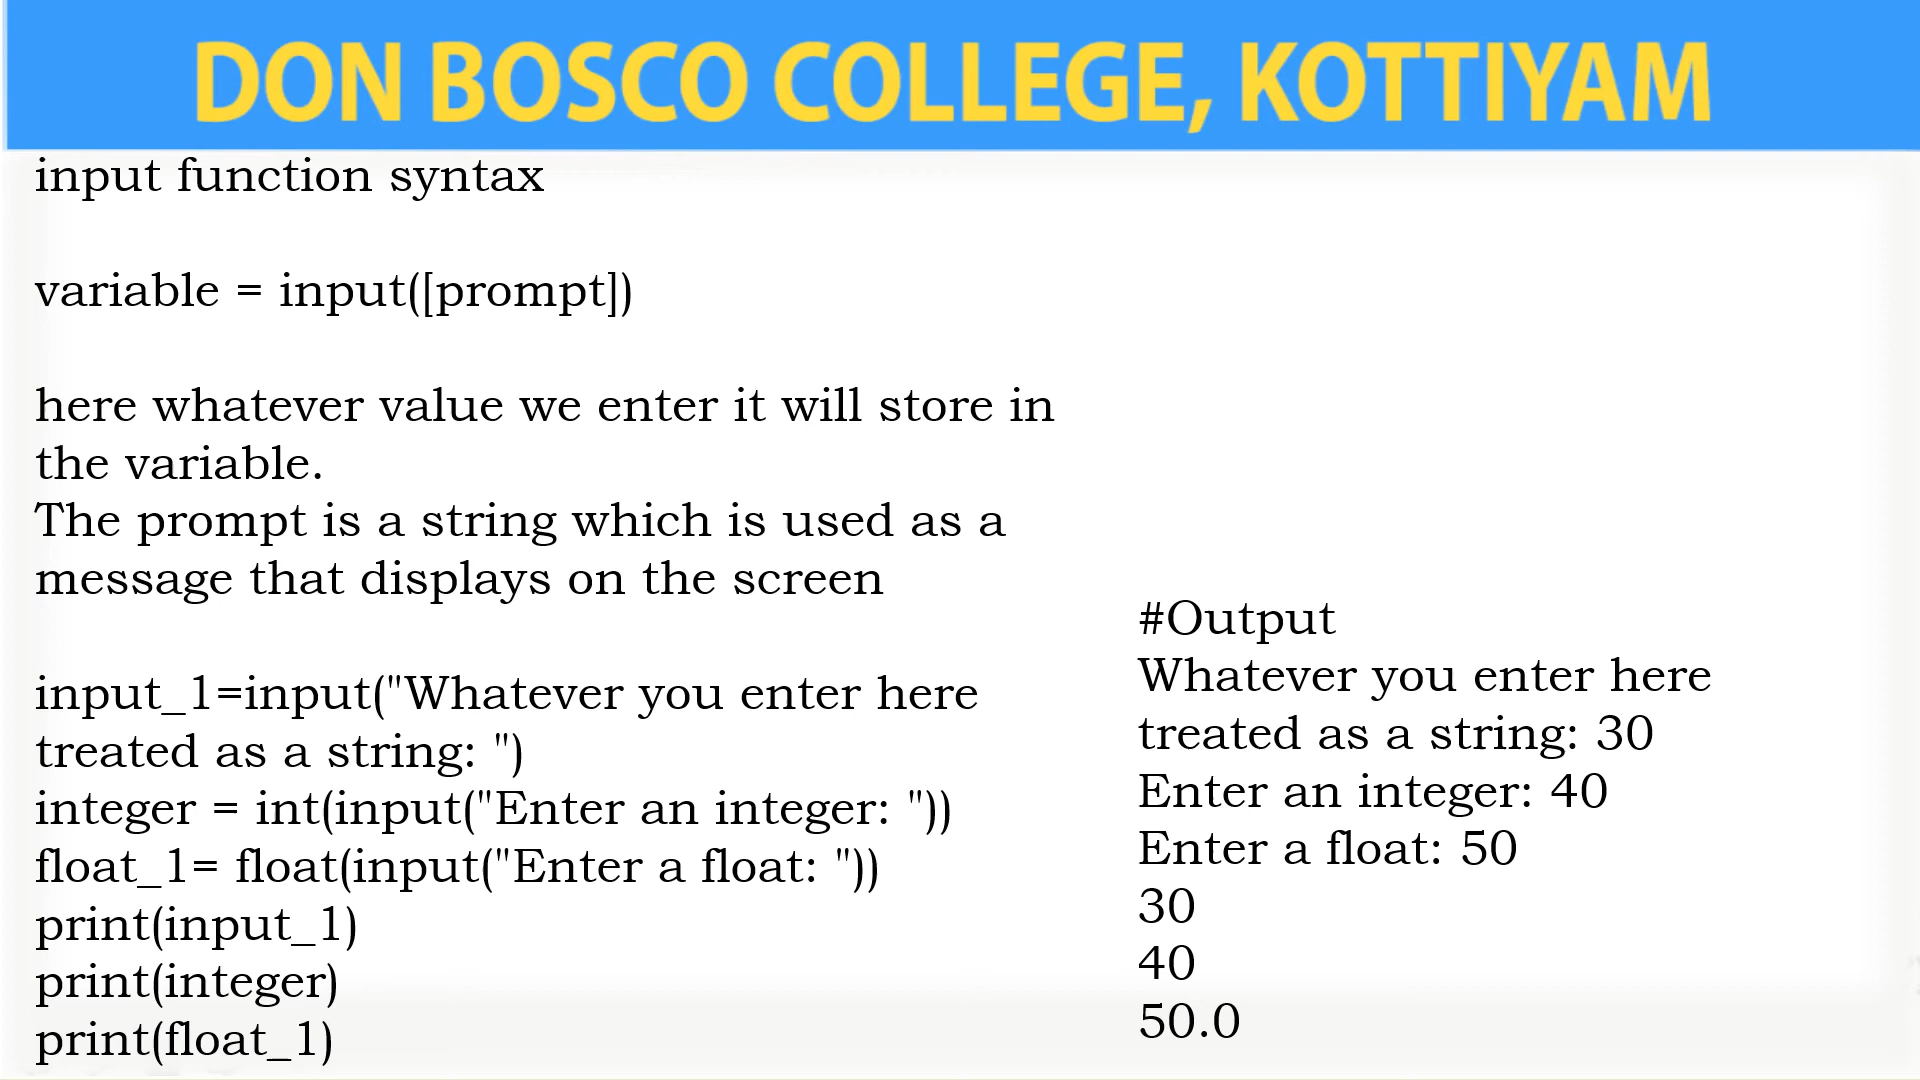 DON BOSCO COLLEGE, KOTTIYAM
input function syntax
variable = input([prompt])
here whatever value we enter it will store in
the variable.
The prompt is a string which is used as a
message that displays on the screen
input_1=input("Whatever you enter here
treated as a string: ")
integer = int(input("Enter an integer: "))
float_1= float(input("Enter a float: "))
print(input_1)
print(integer)
print(float_1)
#Output
Whatever you enter here
treated as a string: 30
Enter an integer: 40
Enter a float: 50
30
40
50.0